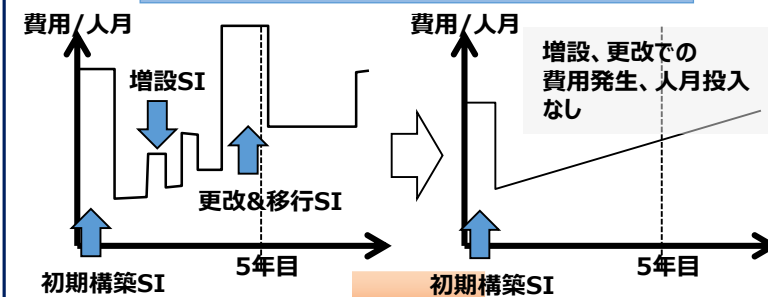 費用/人月
増設SI
更改&移行SI
初期構築SI
5年目
費用/人月
増設、更改での
費用発生、人月投入
なし
初期構築SI
5年目